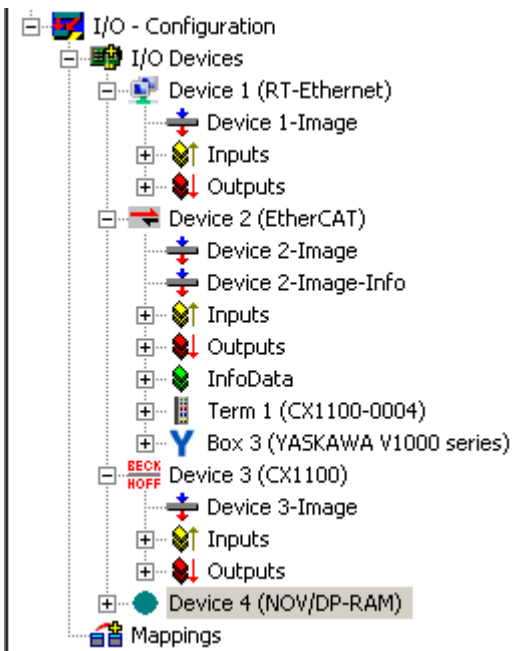 I/O - Configuration
I/O Devices
Device 1 (RT-Ethernet)
Device 1-Image
Inputs
Outputs
Device 2 (EtherCAT)
Device 2-Image
Device 2-Image-Info
Inputs
Outputs
InfoData
Term 1 (CX1100-0004)
Box 3 (YASKAWA V1000 series)
BECK
HOFF
Device 3 (CX1100)
Device 3-Image
Inputs
Outputs
Device 4 (NOV/DP-RAM)
Mappings